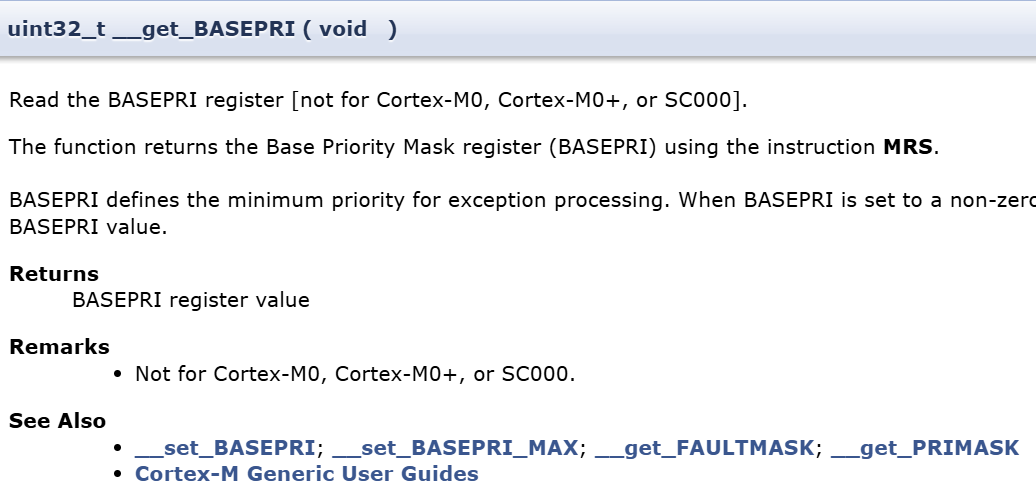 uint32_t __get_BASEPRI ( void )
Read the BASEPRI register [not for Cortex-M0, Cortex-M0+, or SC000].
The function returns the Base Priority Mask register (BASEPRI) using the instruction MRS.
BASEPRI defines the minimum priority for exception processing. When BASEPRI is set to a non-zero
BASEPRI value.
Returns
BASEPRI register value
Remarks
• Not for Cortex-M0, Cortex-M0+, or SC000.
See Also
• __set_BASEPRI; __set_BASEPRI_MAX; __get_FAULTMASK; __get_PRIMASK
• Cortex-M Generic User Guides